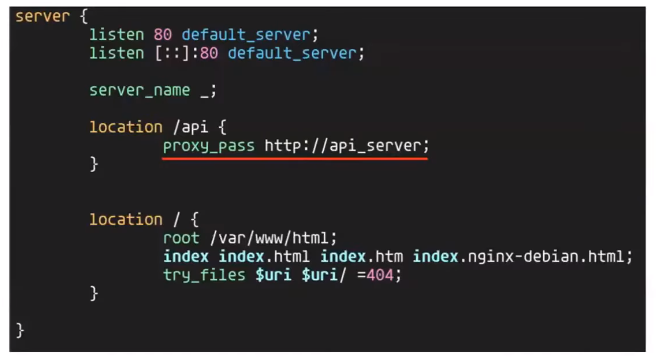 server {
listen 80 default_server;
listen [::]:80 default_server;
server_name _;
location /api {
proxy_pass http://api_server;
}
location / {
root /var/www/html;
index index.html index.htm index.nginx-debian.html;
try_files $uri $uri/ =404;
}
}